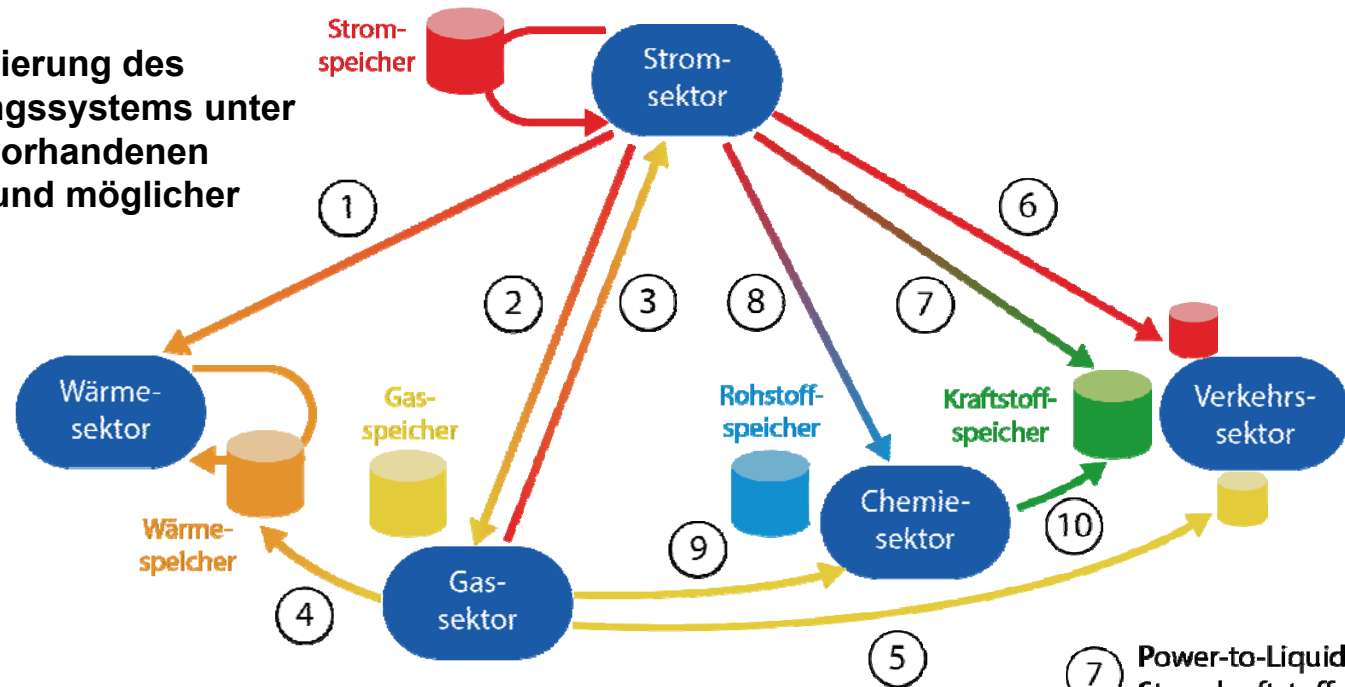 ierung des
ngssystems unter
orhandenen
und möglicher
Strom-
speicher
Strom-
sektor
1
2
3
8
7
6
Wärme-
sektor
Gas-
speicher
Rohstoff-
speicher
Kraftstoff-
speicher
Verkehrs-
sektor
Wärme-
speicher
Chemie-
sektor
9
10
4
Gas-
sektor
5
7 Power-to-Liquid